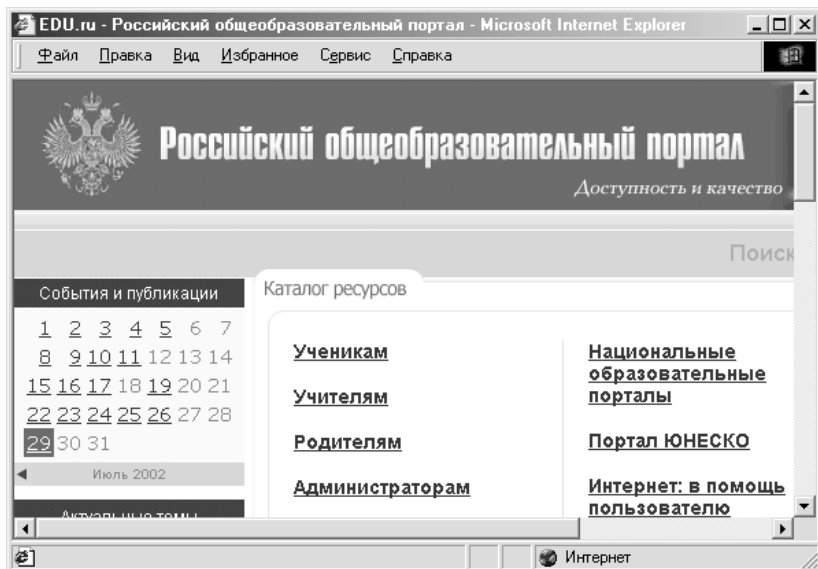 EDU.ru - Российский общеобразовательный портал - Microsoft Internet Explorer
Файл Правка Вид Избранное Сервис Справка
Российский общеобразовательный портал
Доступность и качество
Поиск
События и публикации
1 2 3 4 5 6 7
8 9 10 11 12 13 14
15 16 17 18 19 20 21
22 23 24 25 26 27 28
29 30 31
Июль 2002
Актуальные темы
Каталог ресурсов
Ученикам
Учителям
Родителям
Администраторам
Национальные
образовательные
порталы
Портал ЮНЕСКО
Интернет: в помощь
пользователю
Интернет